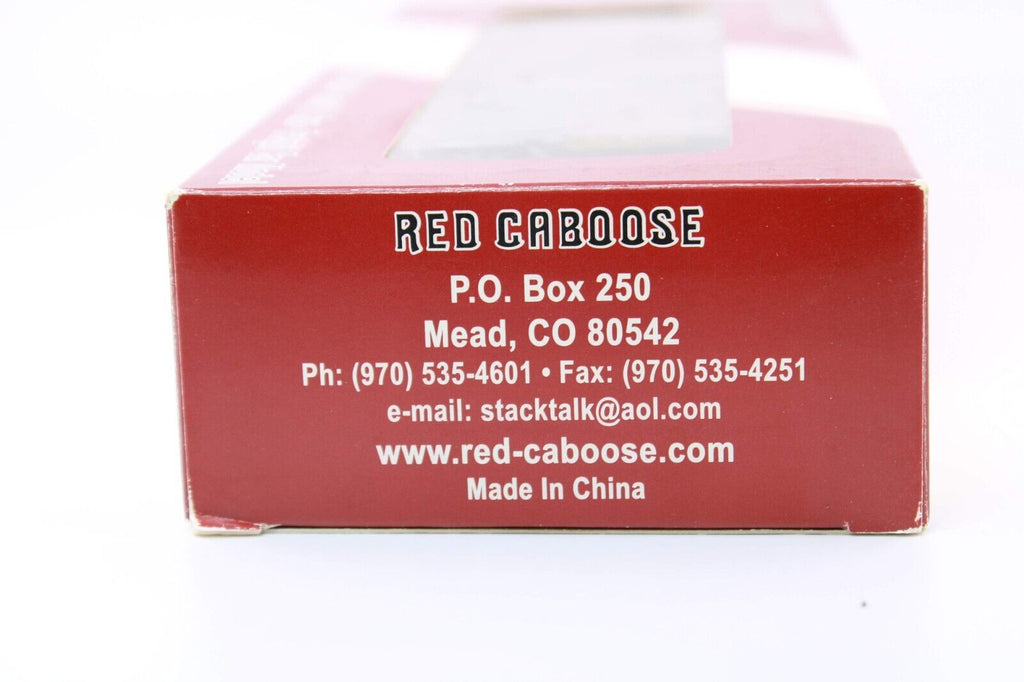 RED CABOOSE
P.O. Box 250
Mead, CO 80542
Ph: (970) 535-4601 • Fax: (970) 535-4251
e-mail: stacktalk@aol.com
www.red-caboose.com
Made In China